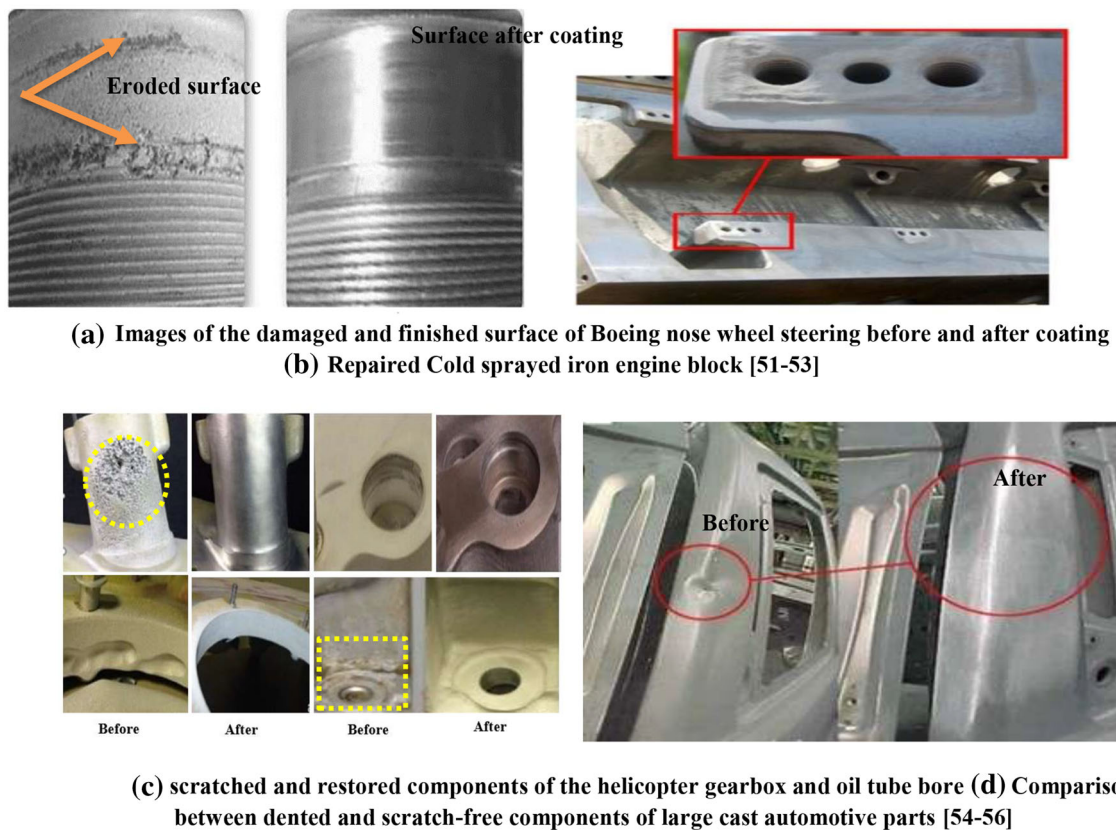 Surface after coating
Eroded surface
(a) Images of the damaged and finished surface of Boeing nose wheel steering before and after coating
(b) Repaired Cold sprayed iron engine block [51-53]
After
Before
Before After Before After
(c) scratched and restored components of the helicopter gearbox and oil tube bore (d) Compariso
between dented and scratch-free components of large cast automotive parts [54-56]